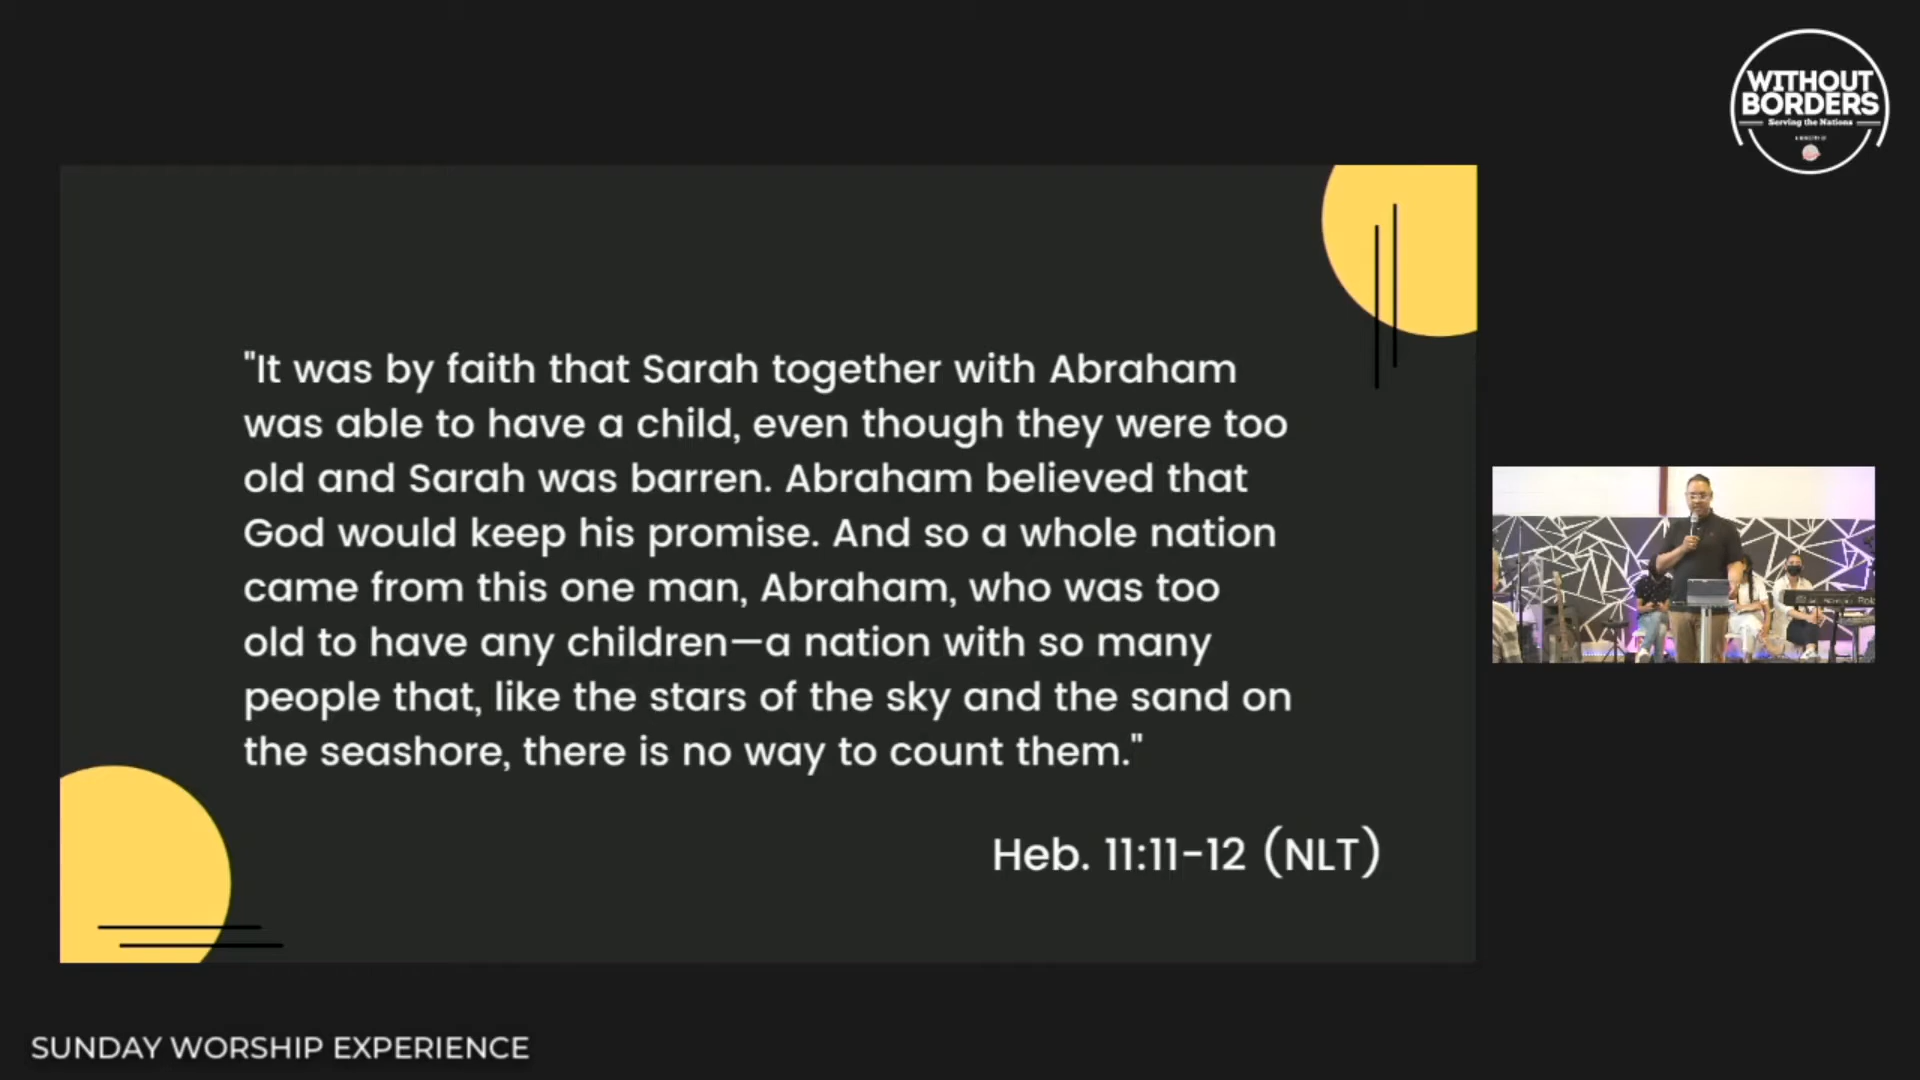 WITHOUT
BORDERS
Serving the Nations
A MINISTRY OF
"It was by faith that Sarah together with Abraham
was able to have a child, even though they were too
old and Sarah was barren. Abraham believed that
God would keep his promise. And so a whole nation
came from this one man, Abraham, who was too
old to have any children—a nation with so many
people that, like the stars of the sky and the sand on
the seashore, there is no way to count them."
Heb. 11:11-12 (NLT)
SUNDAY WORSHIP EXPERIENCE